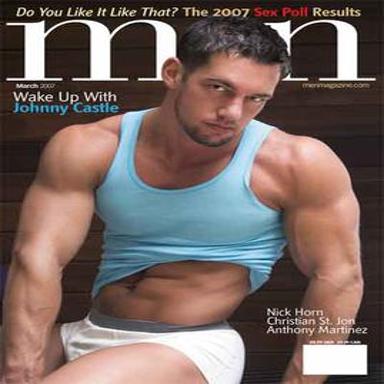 Do You Like It Like That? The 2007 Sex Poll Results
men
March 2007
menmagazine.com
Wake Up With
Johnny Castle
Nick Horn
Christian St. Jon
Anthony Martinez